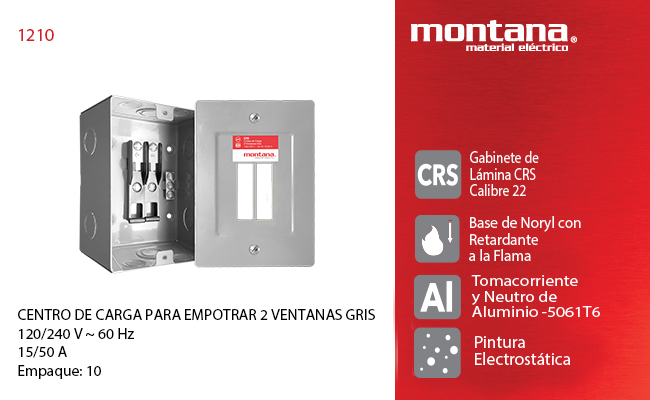 1210
montana®
material eléctrico
montana
CRS
Gabinete de
Lámina CRS
Calibre 22
Base de Noryl con
Retardante
a la Flama
Al
Tomacorriente
y Neutro de
Aluminio -5061T6
Pintura
Electrostática
CENTRO DE CARGA PARA EMPOTRAR 2 VENTANAS GRIS
120/240 V ~ 60 Hz
15/50 A
Empaque: 10